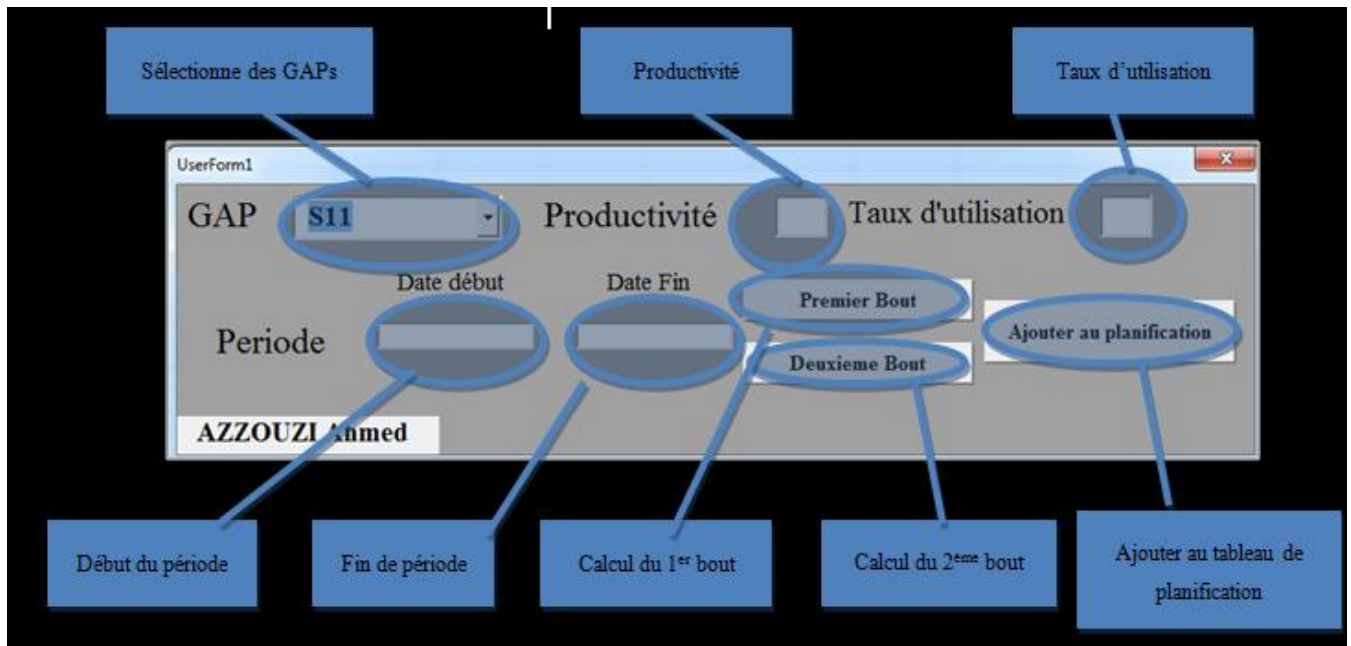 Sélectionne des GAPs
Productivité
Taux d'utilisation
UserForm1
GAP
S11
Productivité
Taux d'utilisation
Date début
Date Fin
Periode
Premier Bout
Deuxieme Bout
Ajouter au planification
AZZOUZI Ahmed
Début du période
Fin de période
Calcul du 1er bout
Calcul du 2ème bout
Ajouter au tableau de
planification